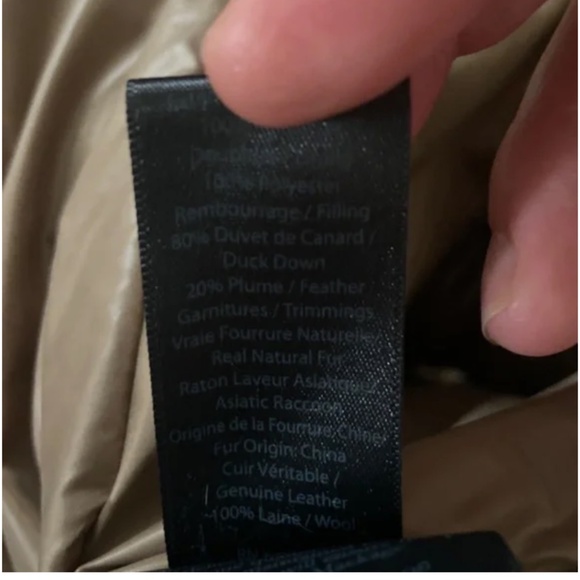 100% Polyester
Rembourrage / Filling
80% Duvet de Canard /
Duck Down
20% Plume / Feather
Garnitures / Trimmings
Vraie Fourrure Naturelle
Real Natural Fur
Raton Laveur Asiatique/
Asiatic Raccoon
Origine de la Fourrure: Chine/
Fur Origin: China
Cuir Véritable /
Genuine Leather
100% Laine / Wool